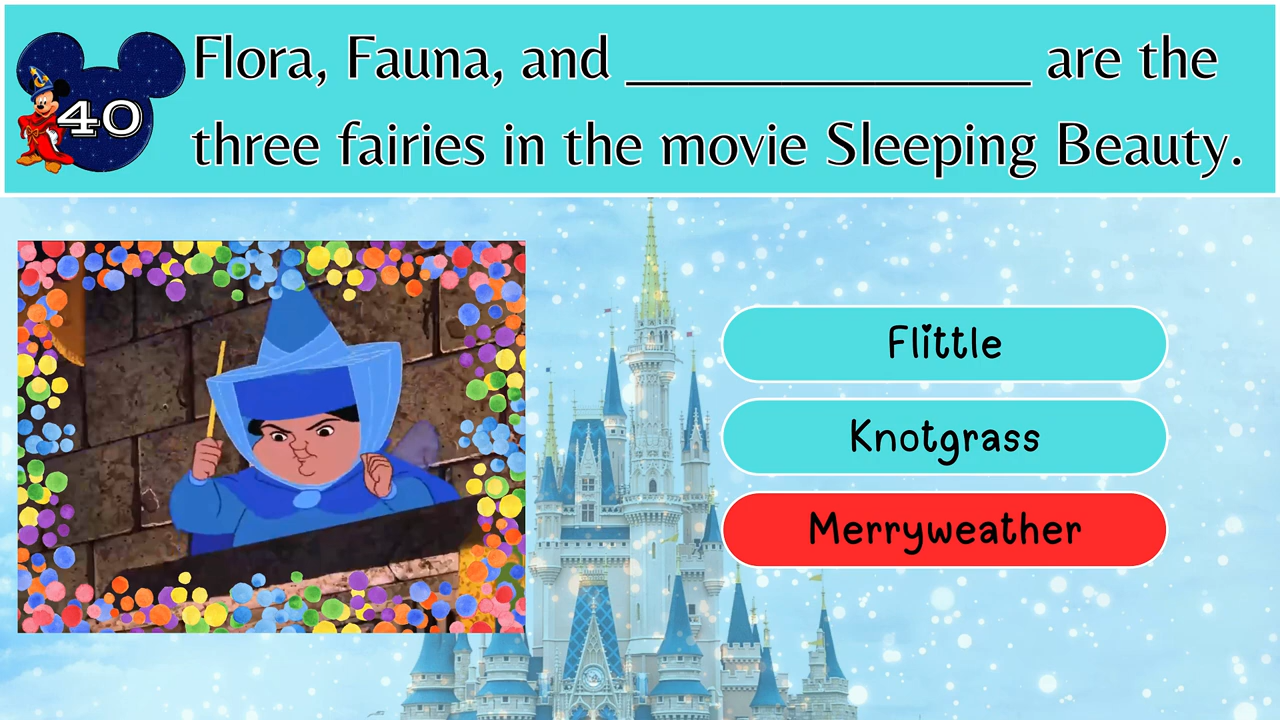 40
Flora, Fauna, and ________________ are the
three fairies in the movie Sleeping Beauty.
Flittle
Knotgrass
Merryweather